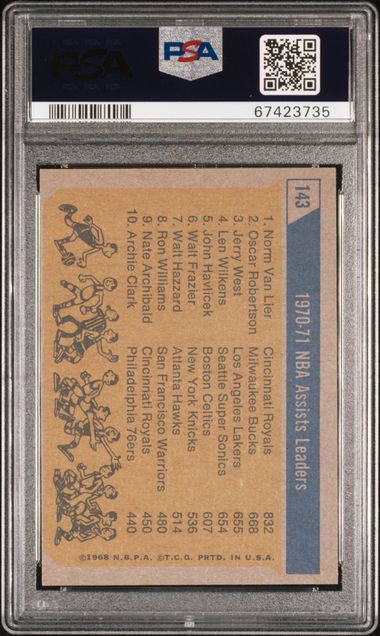 PSA
PSA
67423735
143
1970-71 NBA Assists Leaders
1. Norm Van Lier Cincinnati Royals 832
2. Oscar Robertson Milwaukee Bucks 668
3. Jerry West Los Angeles Lakers 655
4. Len Wilkens Seattle Super Sonics 654
5. John Havlicek Boston Celtics 607
6. Walt Frazier New York Knicks 536
7. Walt Hazzard Atlanta Hawks 514
8. Ron Williams San Francisco Warriors 480
9. Nate Archibald Cincinnati Royals 450
10. Archie Clark Philadelphia 76ers 440
©1968 N.B.P.A. ©T.C.G. PRTD. IN U.S.A.